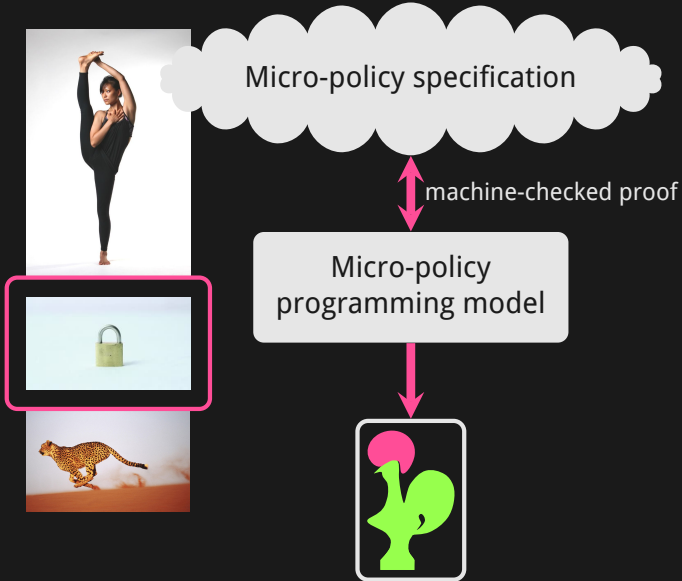 Micro-policy specification
machine-checked proof
Micro-policy
programming model